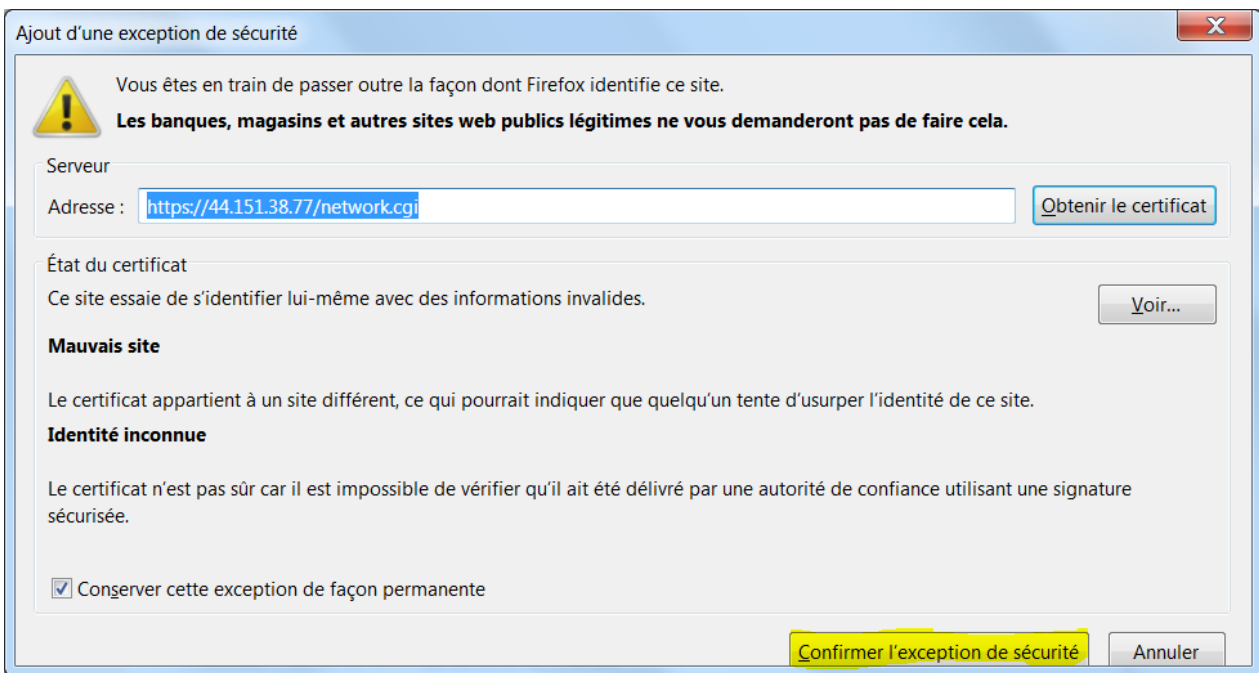 Ajout d'une exception de sécurité
Vous êtes en train de passer outre la façon dont Firefox identifie ce site.
Les banques, magasins et autres sites web publics légitimes ne vous demanderont pas de faire cela.
Serveur
Adresse : https://44.151.38.77/network.cgi Obtenir le certificat
État du certificat
Ce site essaie de s'identifier lui-même avec des informations invalides.
Voir...
Mauvais site
Le certificat appartient à un site différent, ce qui pourrait indiquer que quelqu'un tente d'usurper l'identité de ce site.
Identité inconnue
Le certificat n'est pas sûr car il est impossible de vérifier qu'il ait été délivré par une autorité de confiance utilisant une signature
sécurisée.
Conserver cette exception de façon permanente
Confirmer l'exception de sécurité Annuler